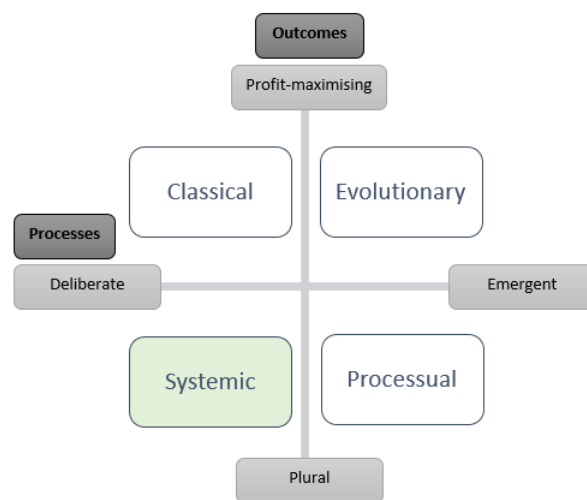 Outcomes
Profit-maximising
Classical
Evolutionary
Processes
Deliberate
Emergent
Systemic
Processual
Plural